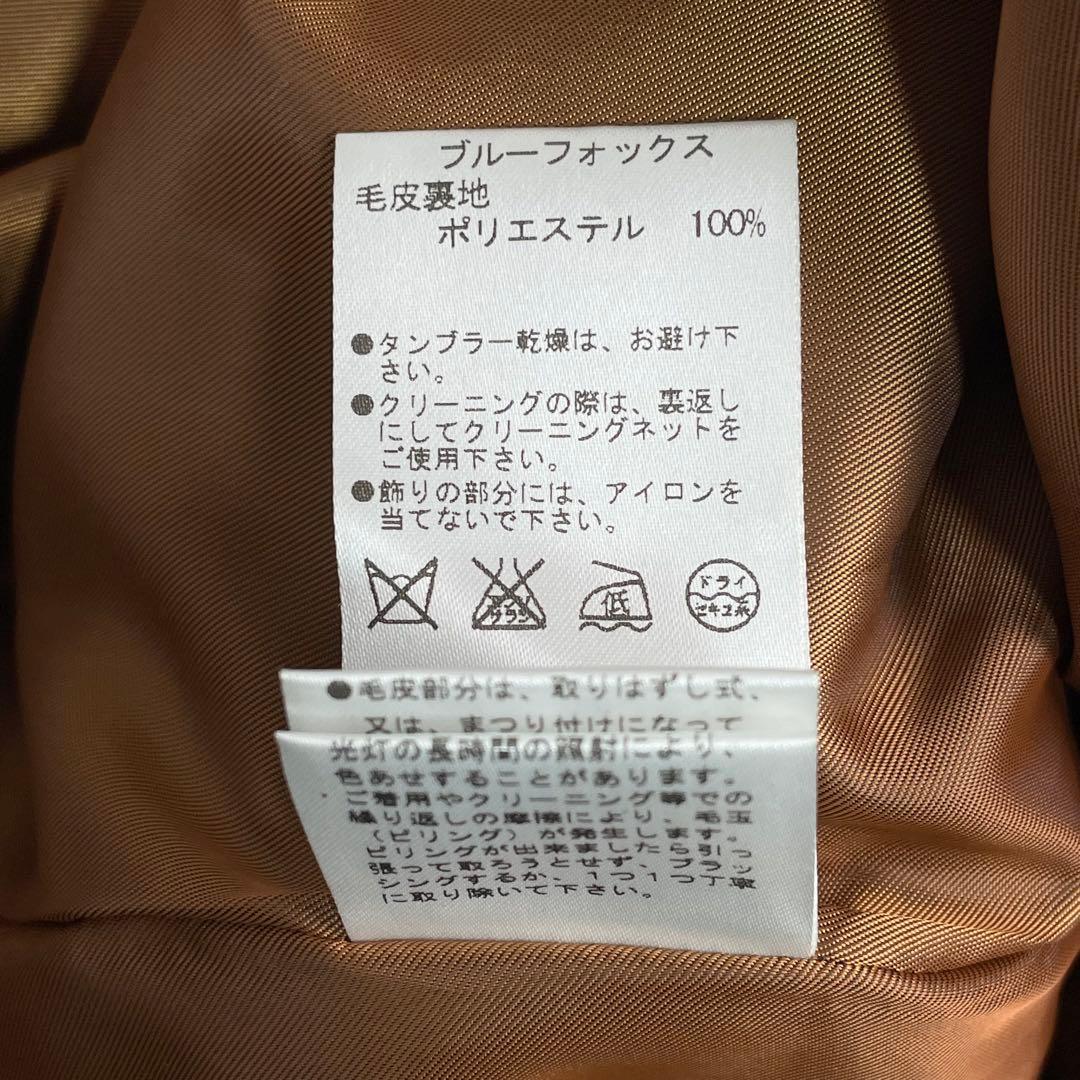 ブルーフォックス
毛皮裏地
ポリエステル 100%
●タンブラー乾燥は、お避け下
さい。
●クリーニングの際は、裏返し
にしてクリーニングネットを
ご使用下さい。
●飾りの部分には、アイロンを
当てないで下さい。
エンソ
サラシ
低
ドライ
セキユ系
●毛皮部分は、取りはずし式、
又は、まつり付けになって
光灯の長時間の照射により、
色あせすることがあります。
ご着用やクリーニング等での
繰り返しの摩擦により、毛玉
(ピリング)が発生します。
ピリングが出来ましたら引っ
張って取ろうとせず、ブラッ
シングするか、1つ1つ丁寧
に取り除いて下さい。